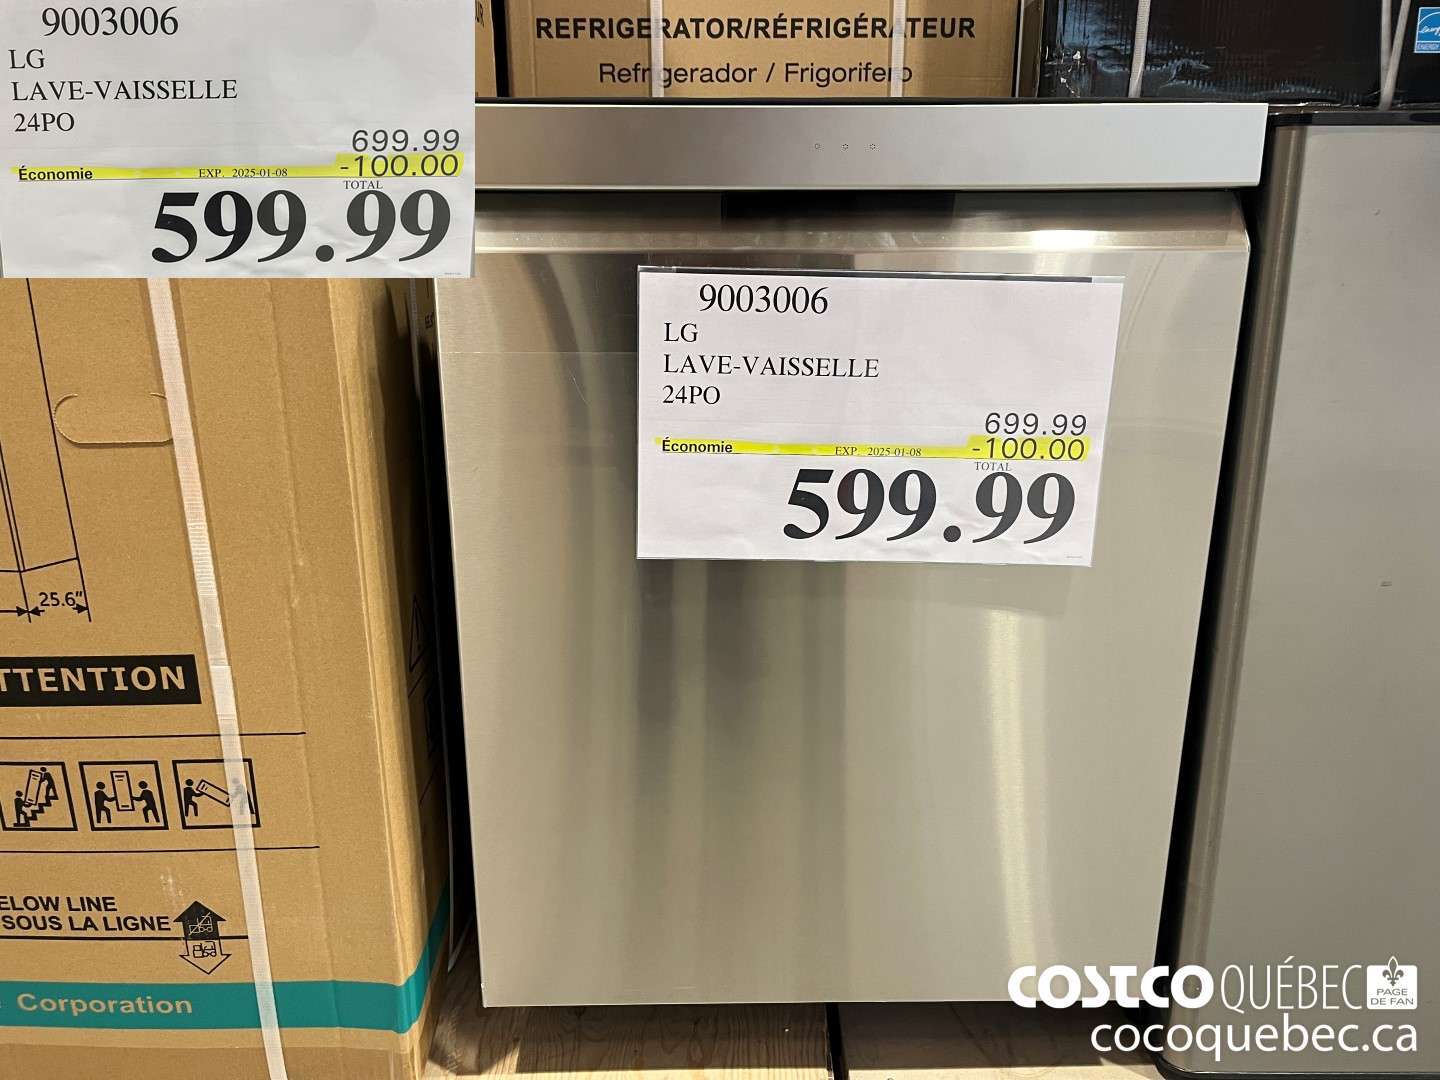 9003006
LG
LAVE-VAISSELLE
24PO
699.99
Économie EXP. 2025-01-08 -100.00
TOTAL
599.99
REFRIGERATOR/RÉFRIGÉRATEUR
Refrigerador / Frigorifero
9003006
LG
LAVE-VAISSELLE
24PO
699.99
Économie EXP. 2025-01-08 -100.00
TOTAL
599.99
25.6"
TTENTION
ELOW LINE
SOUS LA LIGNE
Corporation
COSTCO QUÉBEC PAGE DE FAN
cocoquebec.ca